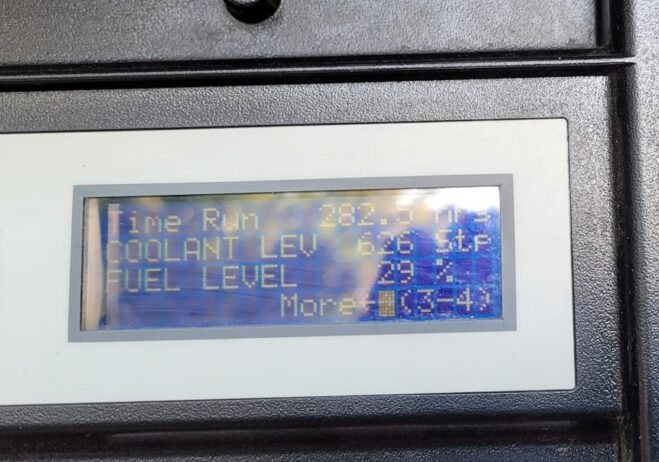 Time Run 282.5 Hrs
COOLANT LEV 626 Stp
FUEL LEVEL 29 %
More (3-4)